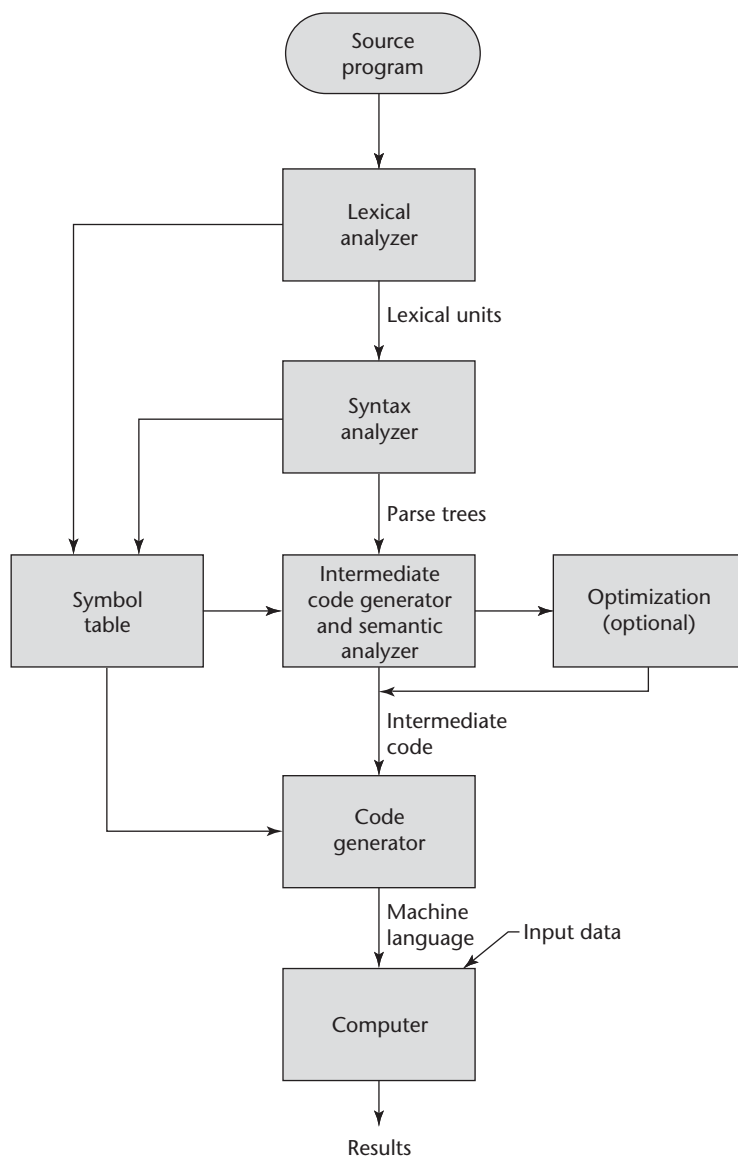 Source
program
Lexical
analyzer
Lexical units
Syntax
analyzer
Parse trees
Symbol
table
Intermediate
code generator
and semantic
analyzer
Optimization
(optional)
Intermediate
code
Code
generator
Machine
language
Input data
Computer
Results